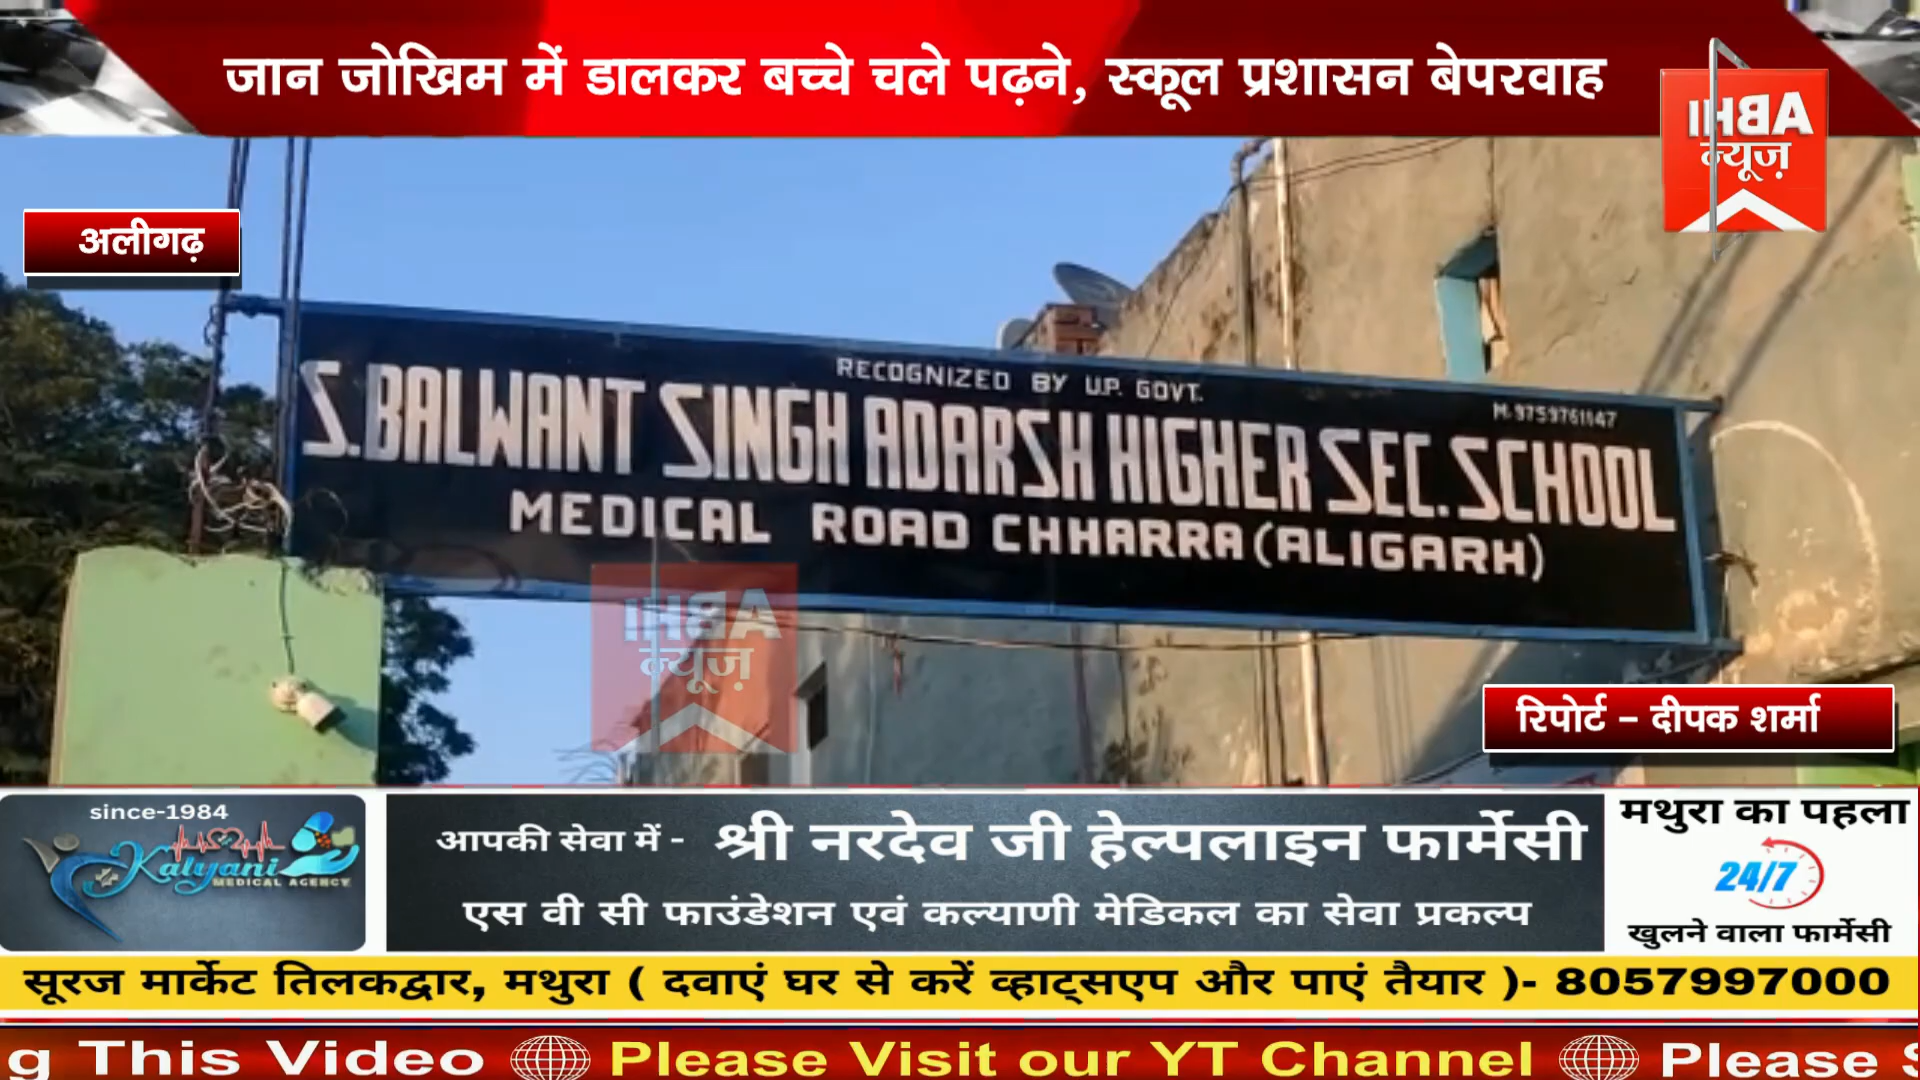 जान जोखिम में डालकर बच्चे चले पढ़ने, स्कूल प्रशासन बेपरवाह
ABHI
न्यूज़
अलीगढ़
RECOGNIZED BY U.P. GOVT.
M-9759761147
S.BALWANT SINGH ADARSH HIGHER SEC. SCHOOL
MEDICAL ROAD CHHARRA (ALIGARH)
ABHI
न्यूज़
रिपोर्ट – दीपक शर्मा
since-1984
Kalyani
MEDICAL AGENCY
आपकी सेवा में - श्री नरदेव जी हेल्पलाइन फार्मेसी
एस वी सी फाउंडेशन एवं कल्याणी मेडिकल का सेवा प्रकल्प
मथुरा का पहला
24/7
खुलने वाला फार्मेसी
सूरज मार्केट तिलकद्वार, मथुरा ( दवाएं घर से करें व्हाट्सएप और पाएं तैयार )- 8057997000
g This Video Please Visit our YT Channel Please S